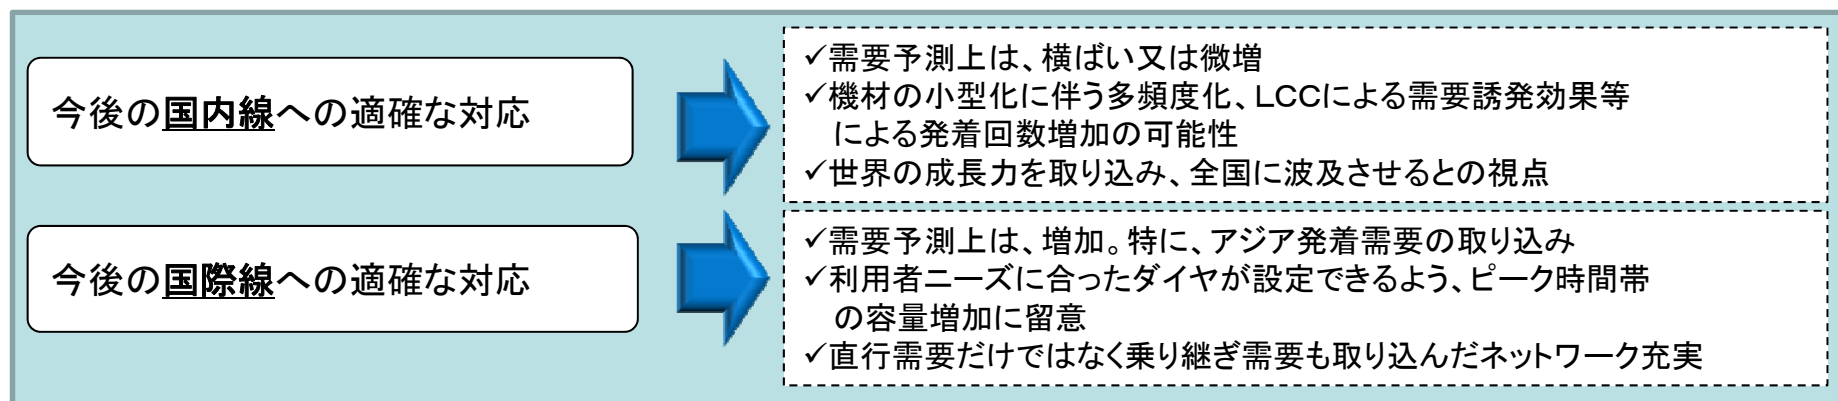 今後の国内線への適確な対応
✓需要予測上は、横ばい又は微増
✓機材の小型化に伴う多頻度化、LCCによる需要誘発効果等
による発着回数増加の可能性
✓世界の成長力を取り込み、全国に波及させるとの視点
今後の国際線への適確な対応
✓需要予測上は、増加。特に、アジア発着需要の取り込み
✓利用者ニーズに合ったダイヤが設定できるよう、ピーク時間帯
の容量増加に留意
✓直行需要だけではなく乗り継ぎ需要も取り込んだネットワーク充実